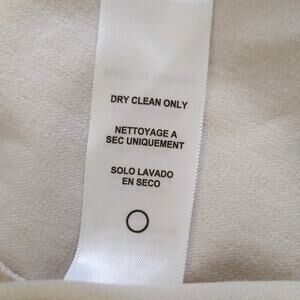 DRY CLEAN ONLY
NETTOYAGE A
SEC UNIQUEMENT
SOLO LAVADO
EN SECO